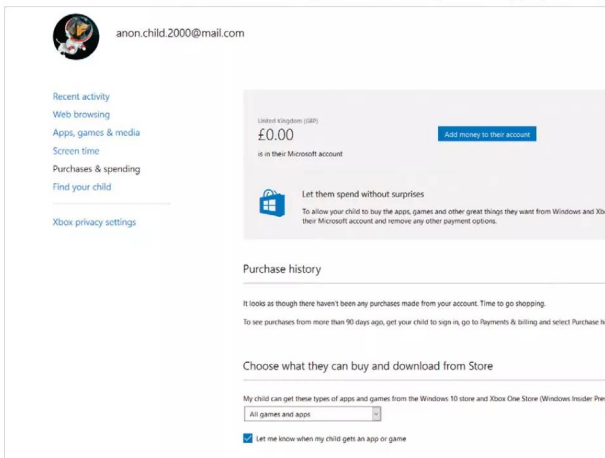 anon.child.2000@mail.com
Recent activity
Web browsing
Apps, games & media
Screen time
Purchases & spending
Find your child
Xbox privacy settings
United Kingdom (GBP)
£0.00
is in their Microsoft account
Add money to their account
Let them spend without surprises
To allow your child to buy the apps, games and other great things they want from Windows and Xb
their Microsoft account and remove any other payment options.
Purchase history
It looks as though there haven't been any purchases made from your account. Time to go shopping.
To see purchases from more than 90 days ago, get your child to sign in, go to Payments & billing and select Purchase h
Choose what they can buy and download from Store
My child can get these types of apps and games from the Windows 10 store and Xbox One Store (Windows Insider Pre
All games and apps
Let me know when my child gets an app or game